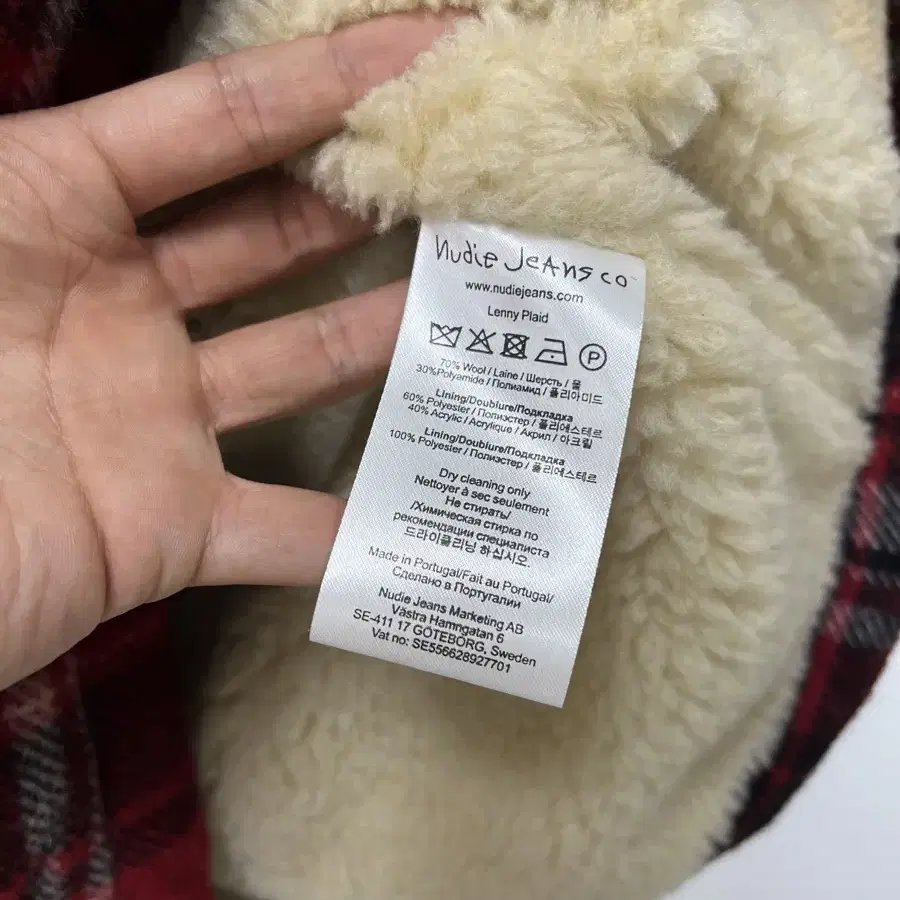 Nudie Jeans co™
www.nudiejeans.com
Lenny Plaid
P
70% Wool / Laine / Шерсть / 울
30%Polyamide / Полиамид / 폴리아미드
Lining/Doublure/Подкладка
60% Polyester / Полиэстер / 폴리에스테르
40% Acrylic / Acrylique / Акрил / 아크릴
Lining/Doublure/Подкладка
100% Polyester / Полиэстер / 폴리에스테르
Dry cleaning only
Nettoyer à sec seulement
Не стирать/
/Химическая стирка по
рекомендации специалиста
드라이클리닝 하십시오.
Made in Portugal/Fait au Portugal/
Сделано в Португалии
Nudie Jeans Marketing AB
Västra Hamngatan 6
SE-411 17 GÖTEBORG, Sweden
Vat no: SE556628927701